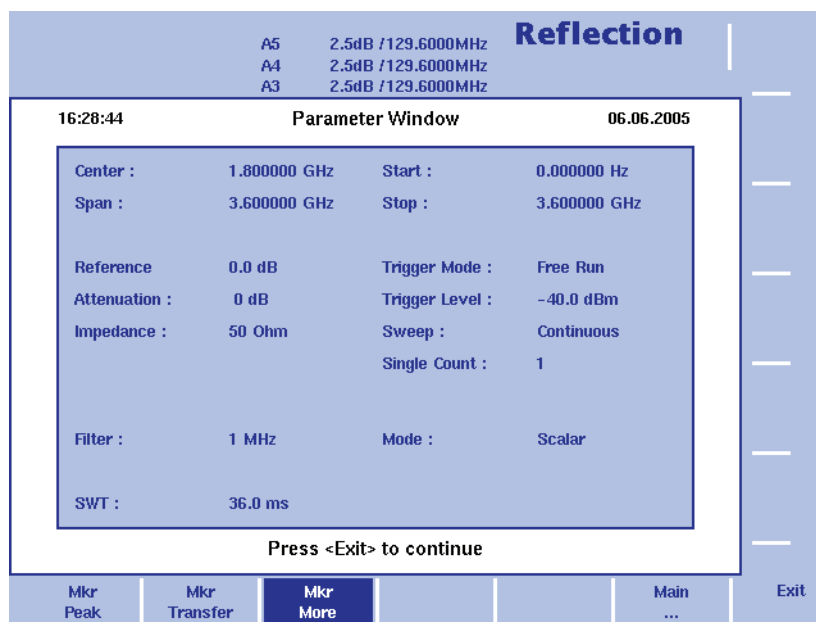 Reflection
A5 2.5dB /129.6000MHz
A4 2.5dB /129.6000MHz
A3 2.5dB /129.6000MHz
16:28:44 Parameter Window 06.06.2005
Center : 1.800000 GHz Start : 0.000000 Hz
Span : 3.600000 GHz Stop : 3.600000 GHz
Reference 0.0 dB Trigger Mode : Free Run
Attenuation : 0 dB Trigger Level : -40.0 dBm
Impedance : 50 Ohm Sweep : Continuous
Single Count : 1
Filter : 1 MHz Mode : Scalar
SWT : 36.0 ms
Press <Exit> to continue
Mkr Peak
Mkr Transfer
Mkr More
Main ...
Exit